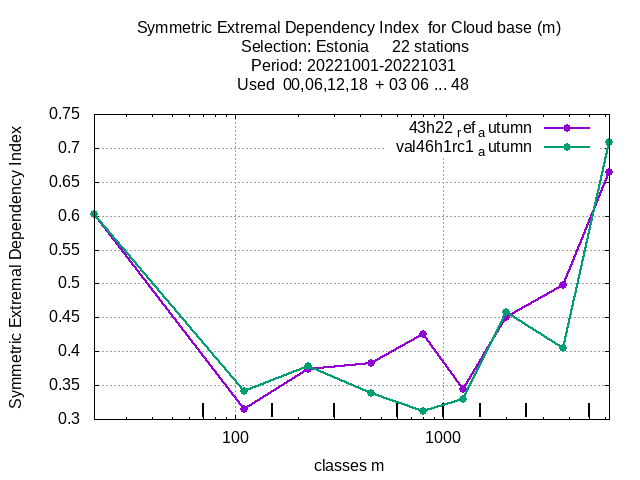 Symmetric Extremal Dependency Index  for Cloud base (m)
Selection: Estonia     22 stations
Period: 20221001-20221031
Used  00,06,12,18  + 03 06 ... 48
Symmetric Extremal Dependency Index
0.75
0.7
0.65
0.6
0.55
0.5
0.45
0.4
0.35
0.3
43h22 ref autumn
val46h1rc1 autumn
100
1000
classes m